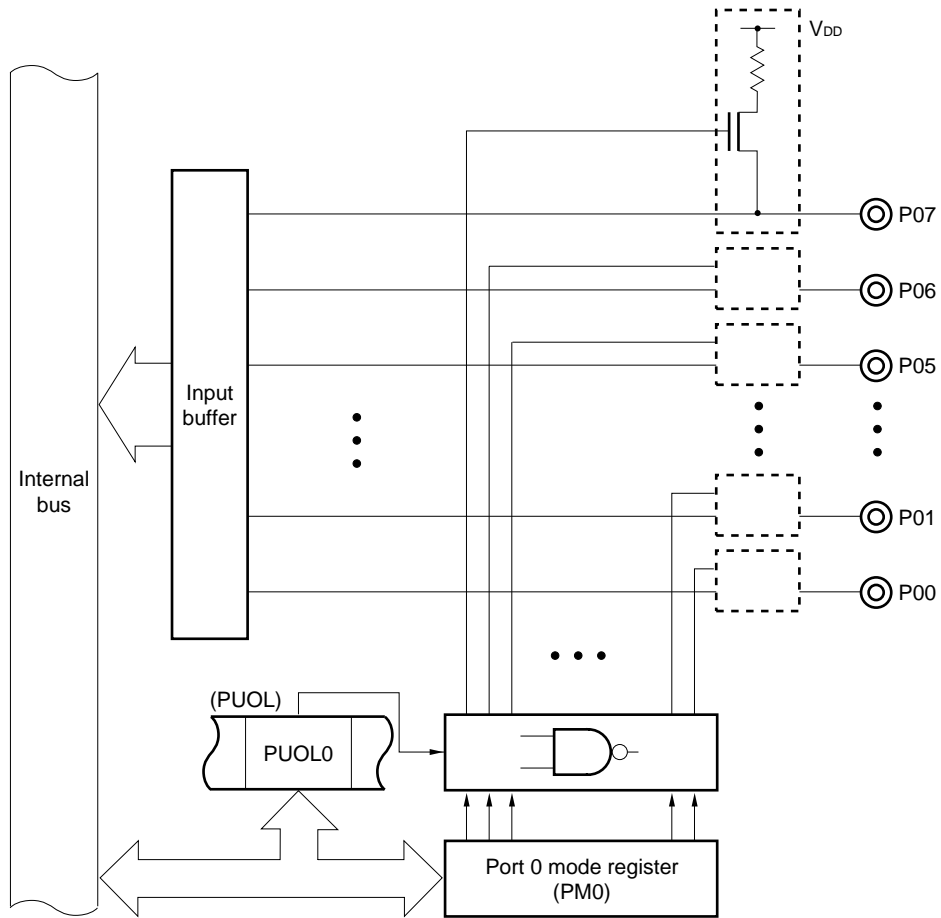 VDD
P07
P06
P05
Input
buffer
Internal
bus
P01
P00
(PUOL)
PUOL0
Port 0 mode register
(PM0)